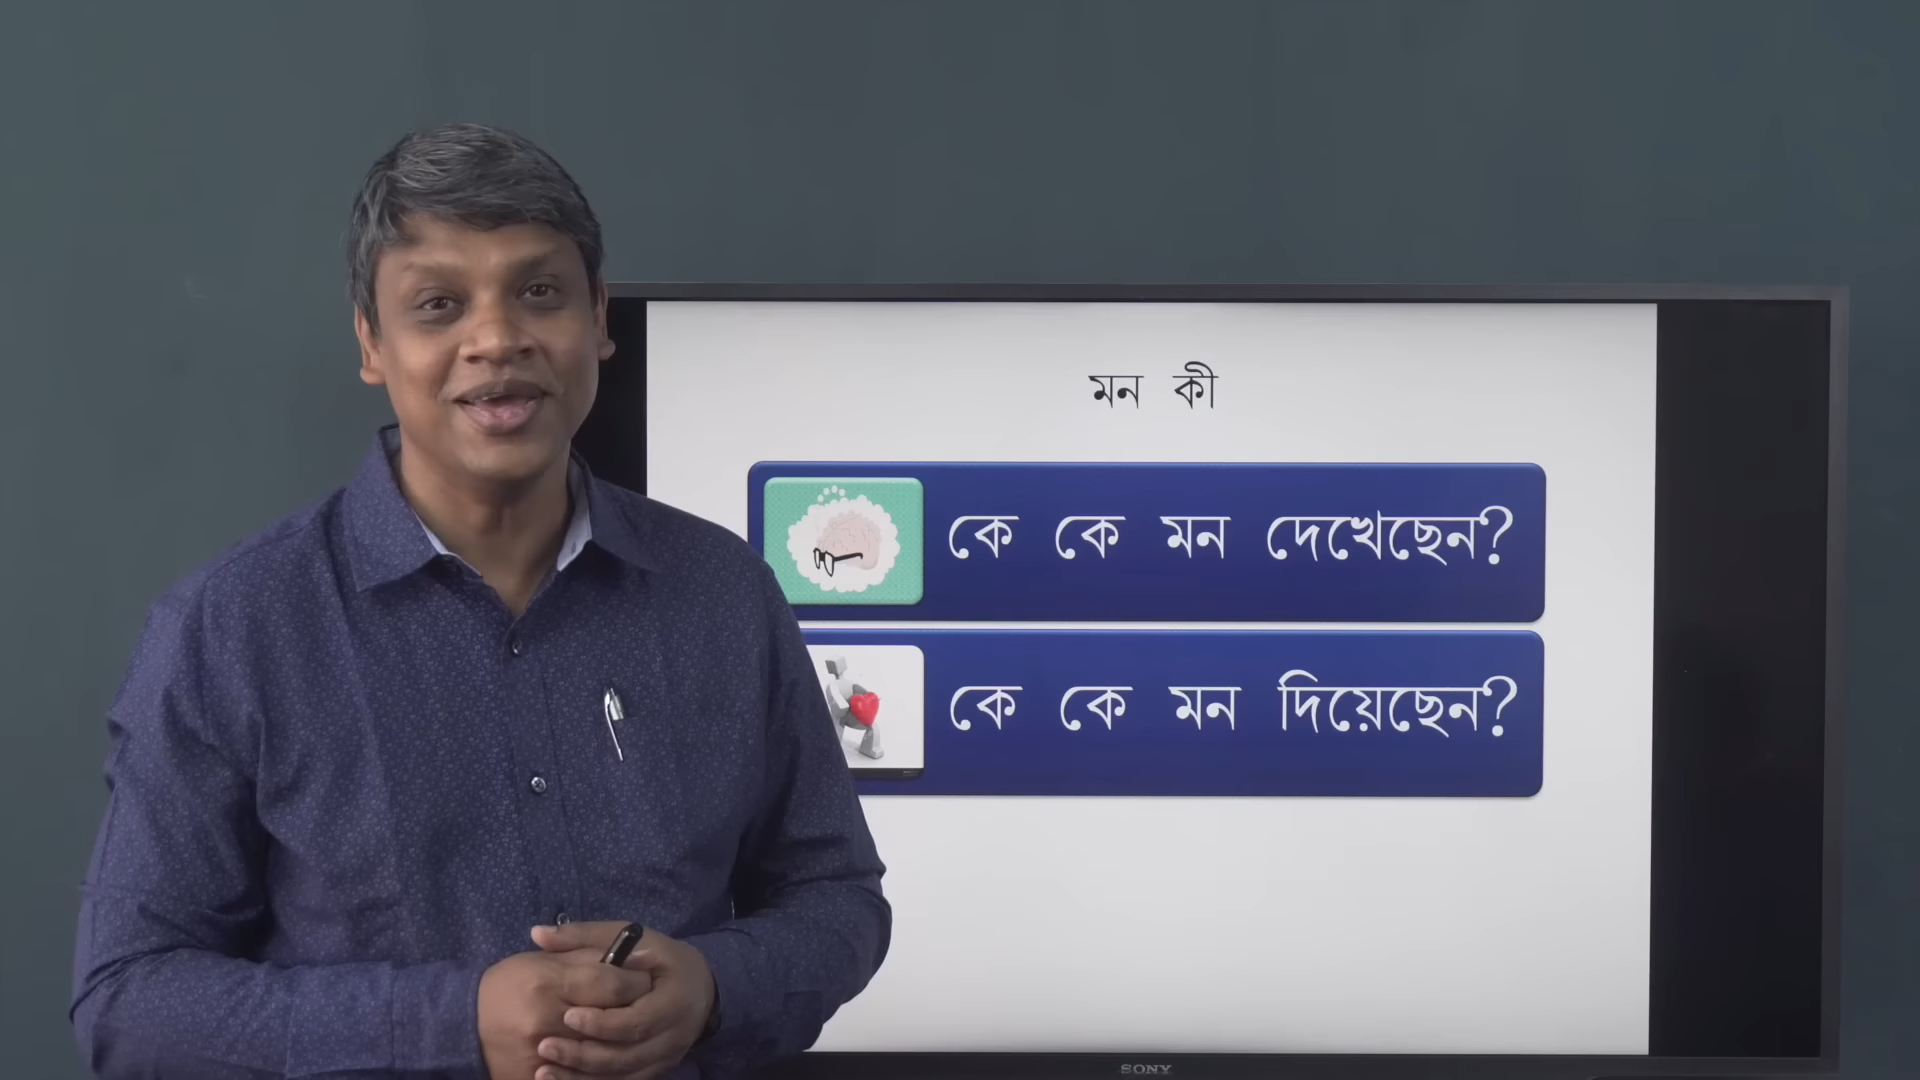 মন কী
কে কে মন দেখেছেন?
কে কে মন দিয়েছেন?
SONY